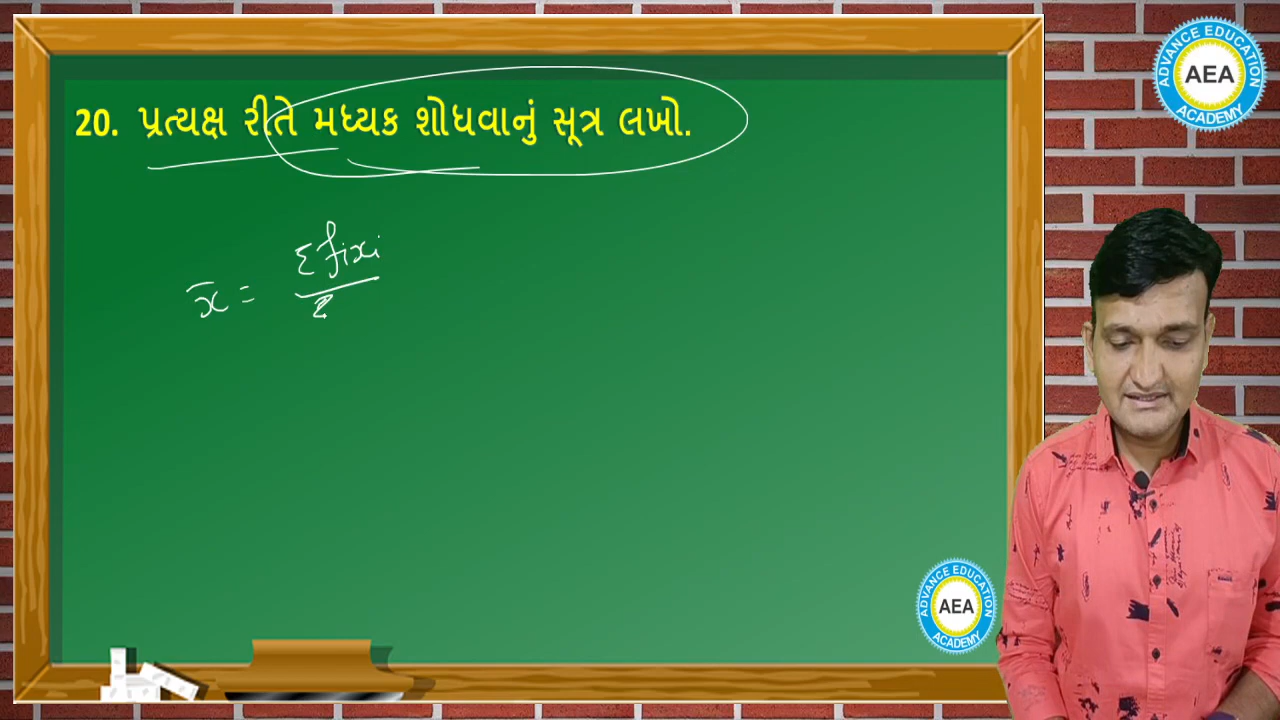 20. પ્રત્યક્ષ રીતે મધ્યક શોધવાનું સૂત્ર લખો.
x̄ = Σfixi /
ADVANCE EDUCATION
AEA
ACADEMY
ADVANCE EDUCATION
AEA
ACADEMY